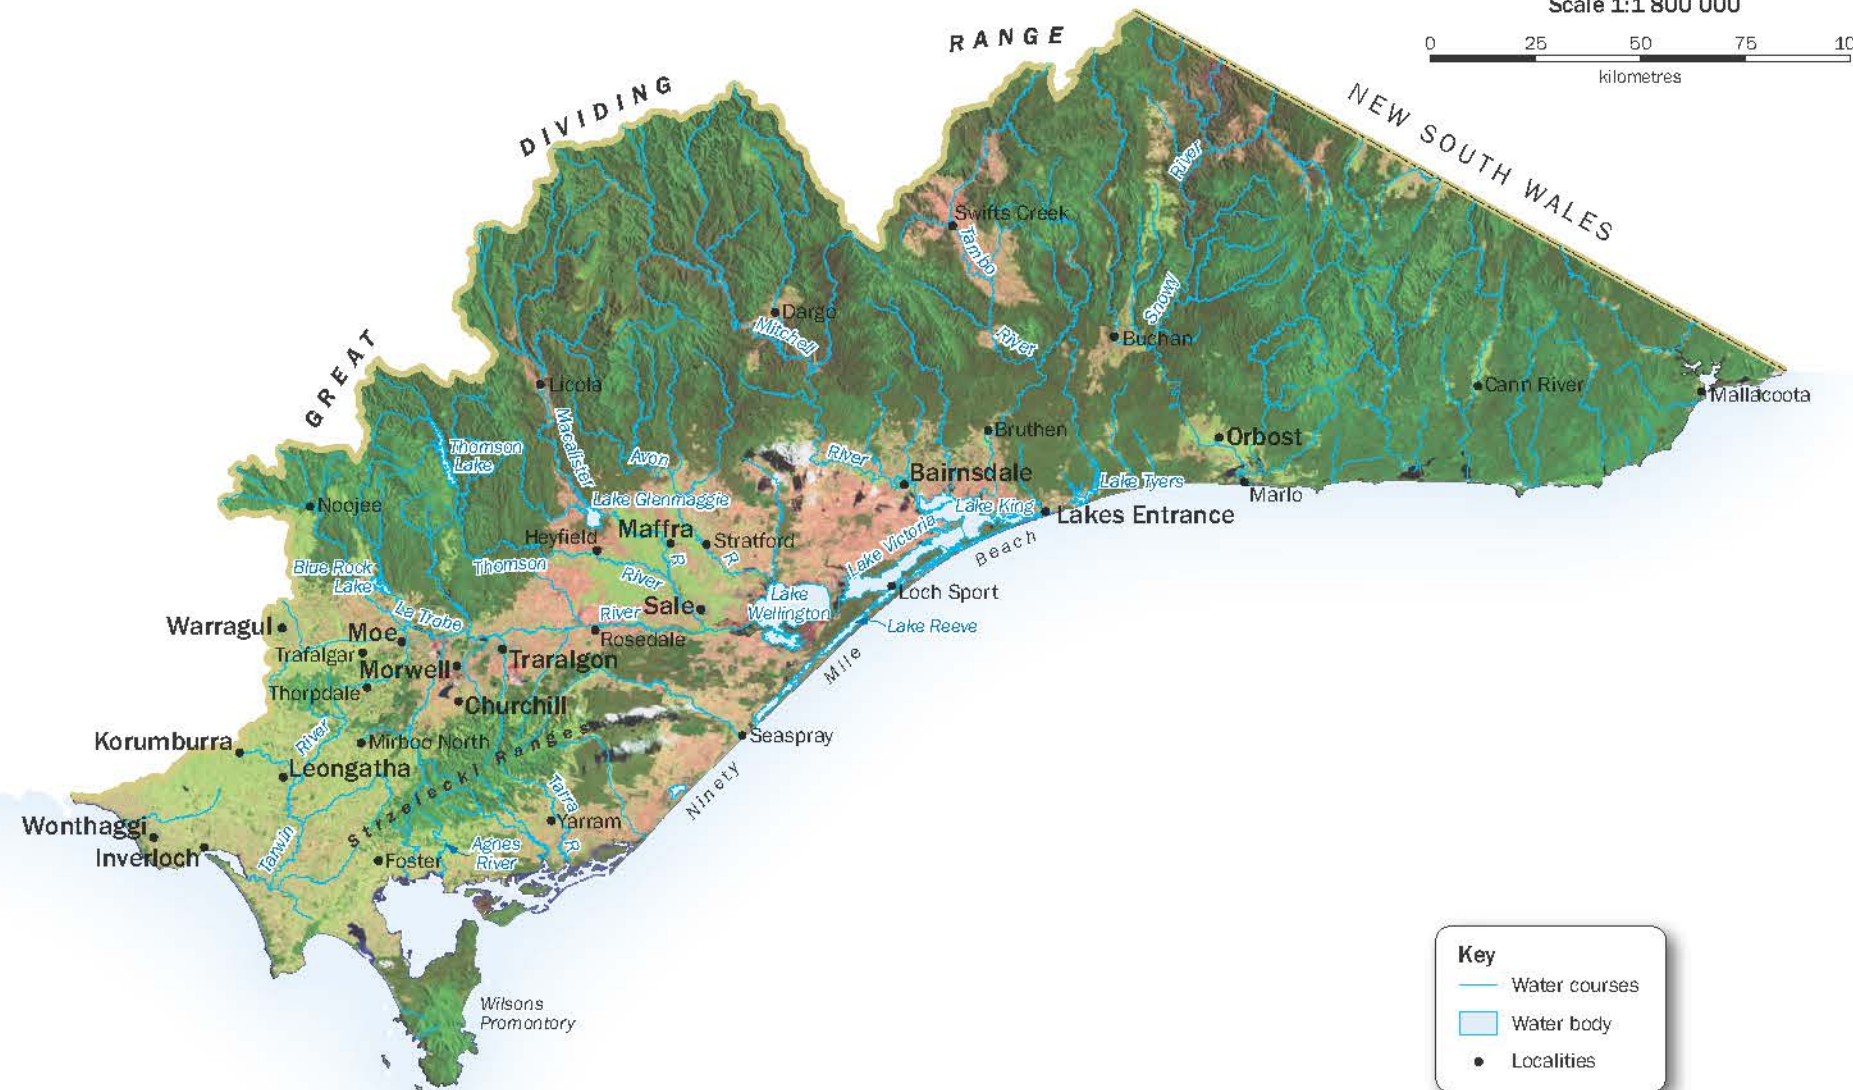 Scale 1:1 800 000
0 25 50 75 10
kilometres
GREAT DIVIDING RANGE
NEW SOUTH WALES
River
Swifts Creek
Tambo
River
Snowy
Dargo
Mitchell
Buchan
Licola
Cann River
Mallacoota
Macalister
Thomson
Lake
Avon
River
Bruthen
Orbost
Bairnsdale
Lake Tyers
Marlo
Noojee
Lake Glenmaggie
Lake King
Lakes Entrance
Heyfield
Maffra
R
Stratford
R
Lake Victoria
Ninety Mile Beach
Blue Rock
Lake
Thomson
River
Lake
Wellington
Loch Sport
La Trobe
River
Sale
Lake Reeve
Warragul
Moe
Rosedale
Trafalgar
Morwell
Traralgon
Thorpdale
Churchill
Korumburra
River
Mirboo North
Seaspray
Leongatha
Strzelecki Ranges
Tarra
R
Wonthaggi
Inverloch
Tarwin
Yarram
Foster
Agnes
River
Wilsons
Promontory
Key
Water courses
Water body
Localities